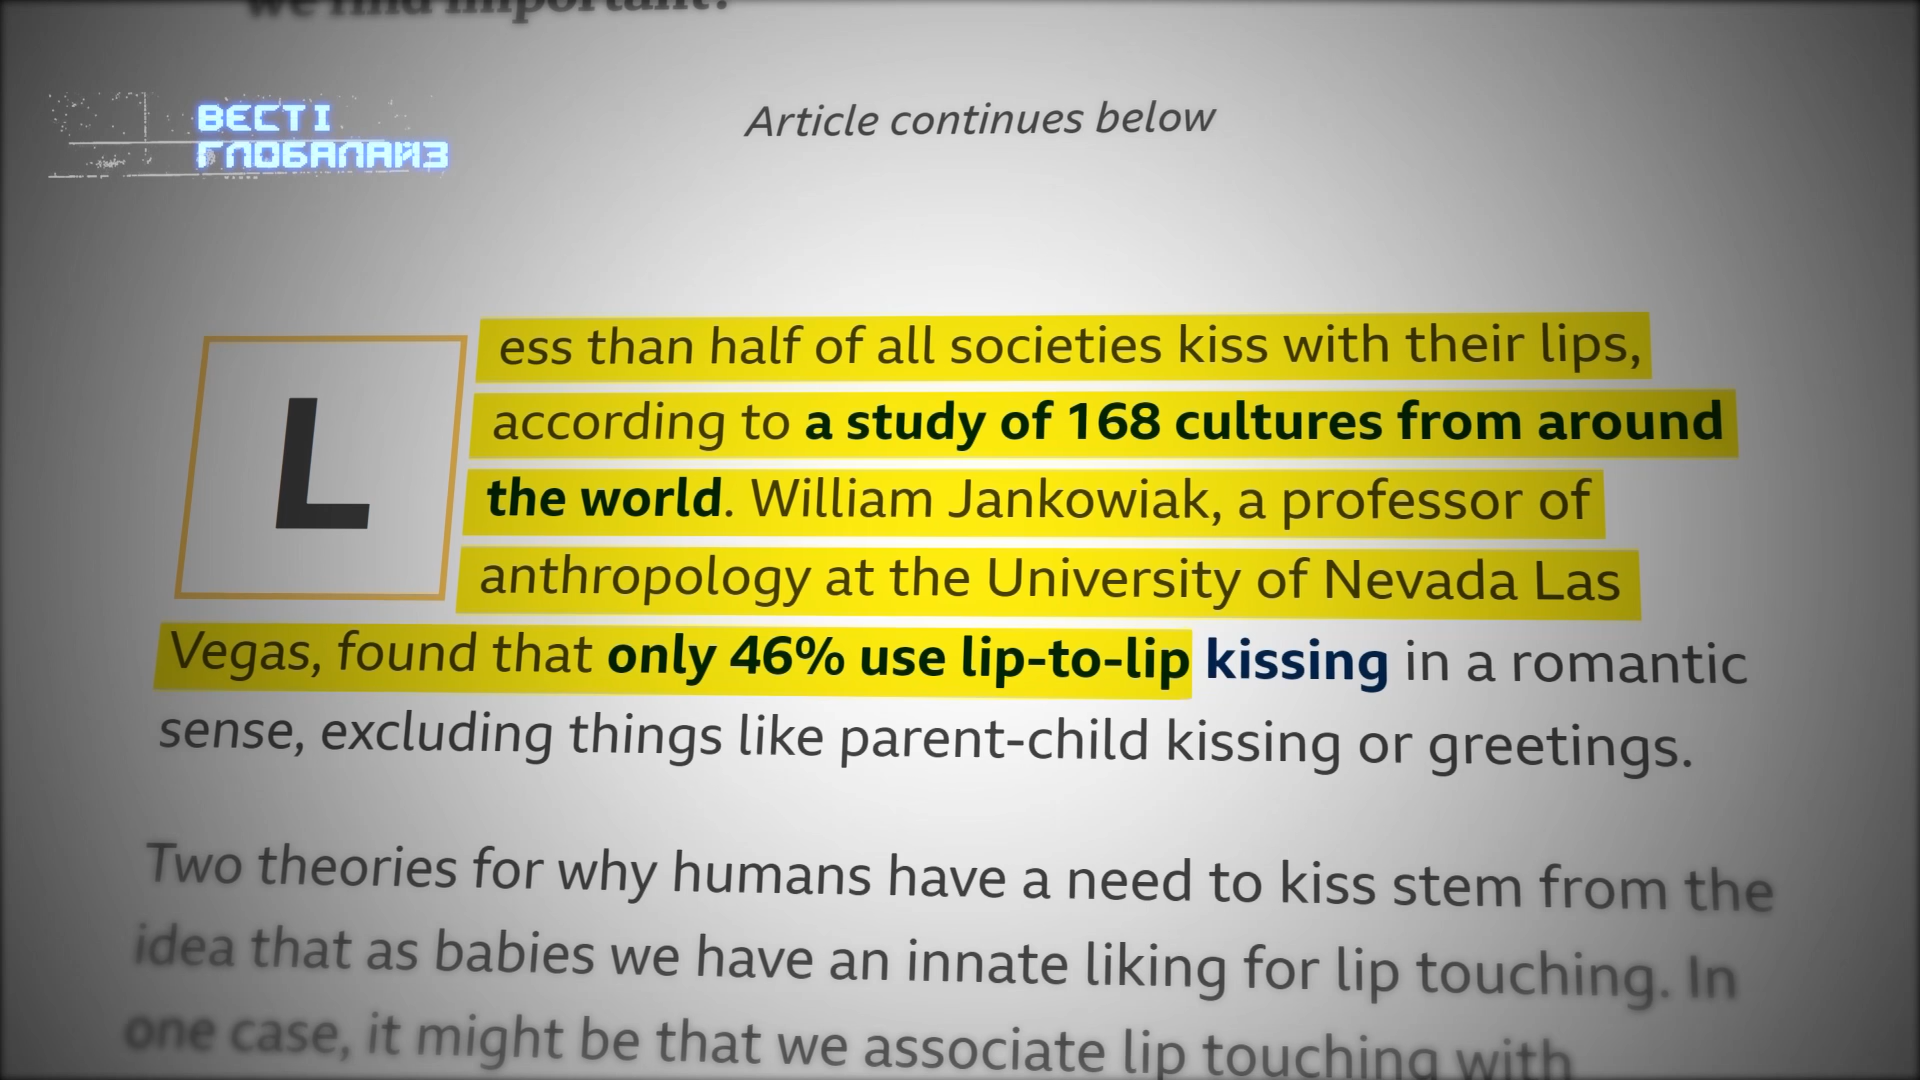 we find important?
ВЕСТІ
ГЛОБАЛАЙЗ
Article continues below
Less than half of all societies kiss with their lips,
according to a study of 168 cultures from around
the world. William Jankowiak, a professor of
anthropology at the University of Nevada Las
Vegas, found that only 46% use lip-to-lip kissing in a romantic
sense, excluding things like parent-child kissing or greetings.
Two theories for why humans have a need to kiss stem from the
idea that as babies we have an innate liking for lip touching. In
one case, it might be that we associate lip touching with